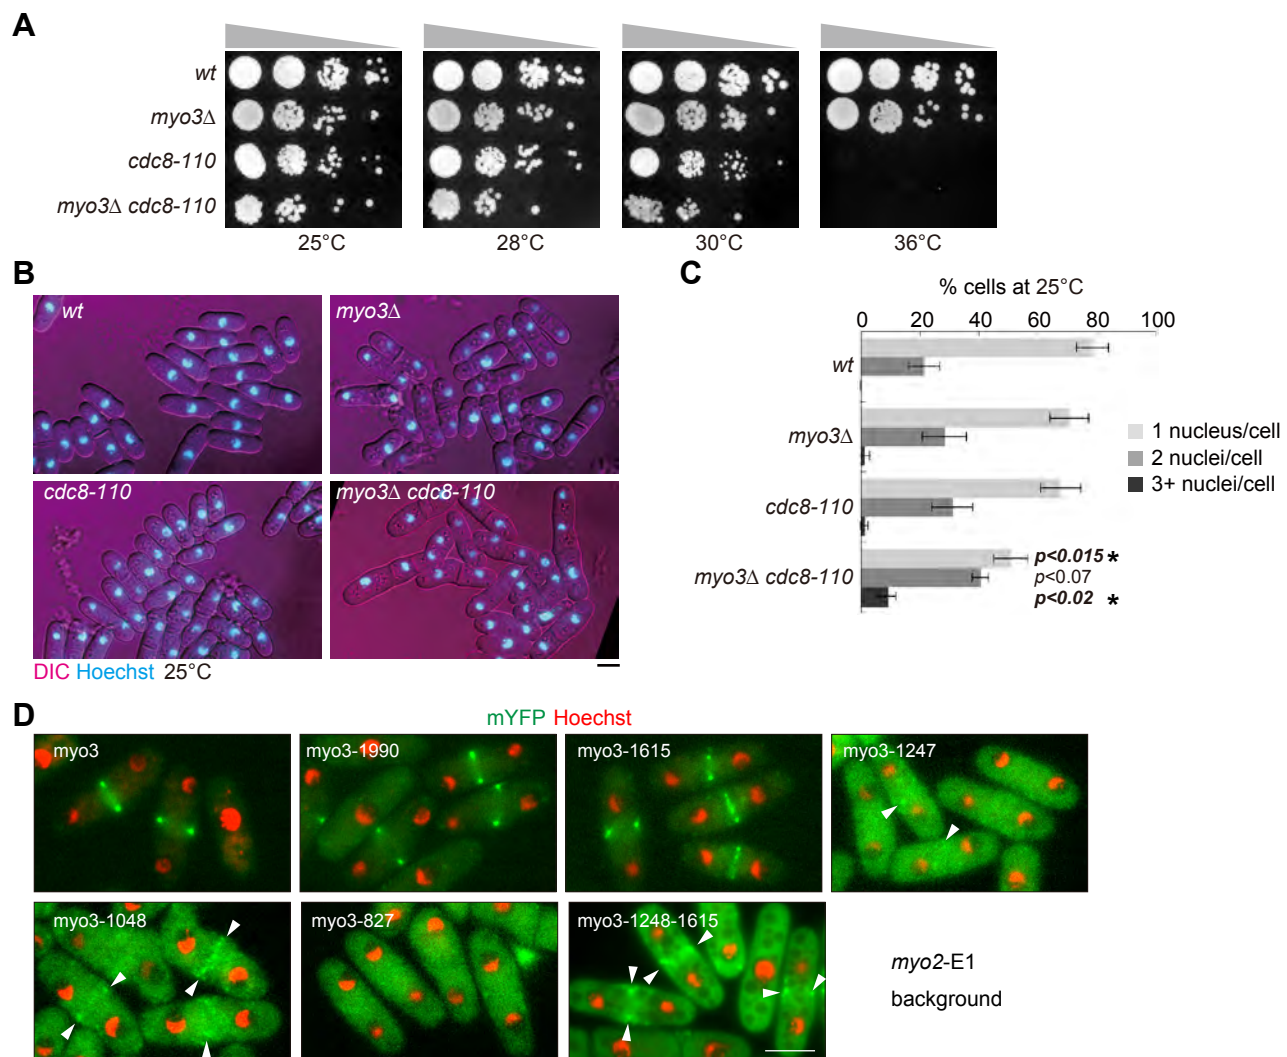 A
wt
myo3Δ
cdc8-110
myo3Δ cdc8-110
25°C
28°C
30°C
36°C
B
wt
myo3Δ
cdc8-110
myo3Δ cdc8-110
DIC Hoechst 25°C
C
% cells at 25°C
0 20 40 60 80 100
wt
myo3Δ
cdc8-110
myo3Δ cdc8-110
p<0.015 *
p<0.07
p<0.02 *
1 nucleus/cell
2 nuclei/cell
3+ nuclei/cell
D
mYFP Hoechst
myo3
myo3-1990
myo3-1615
myo3-1247
myo3-1048
myo3-827
myo3-1248-1615
myo2-E1
background